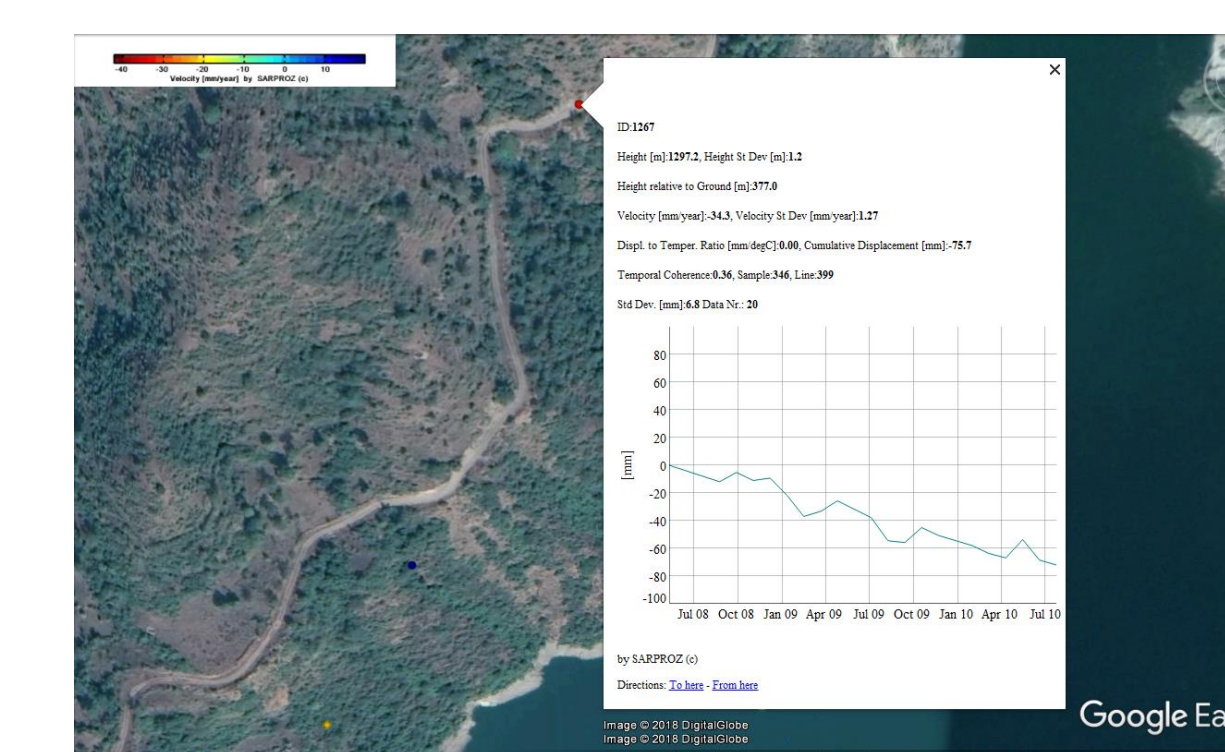 -40 -30 -20 -10 0 10
Velocity [mm/year] by SARPROZ (c)
ID:1267
Height [m]:1297.2, Height St Dev [m]:1.2
Height relative to Ground [m]:377.0
Velocity [mm/year]:-34.3, Velocity St Dev [mm/year]:1.27
Displ. to Temper. Ratio [mm/degC]:0.00, Cumulative Displacement [mm]:-75.7
Temporal Coherence:0.36, Sample:346, Line:399
Std Dev. [mm]:6.8 Data Nr.: 20
80
60
40
20
0
-20
-40
-60
-80
-100
[mm]
Jul 08 Oct 08 Jan 09 Apr 09 Jul 09 Oct 09 Jan 10 Apr 10 Jul 10
by SARPROZ (c)
Directions: To here - From here
Image © 2018 DigitalGlobe
Image © 2018 DigitalGlobe
Google Ea